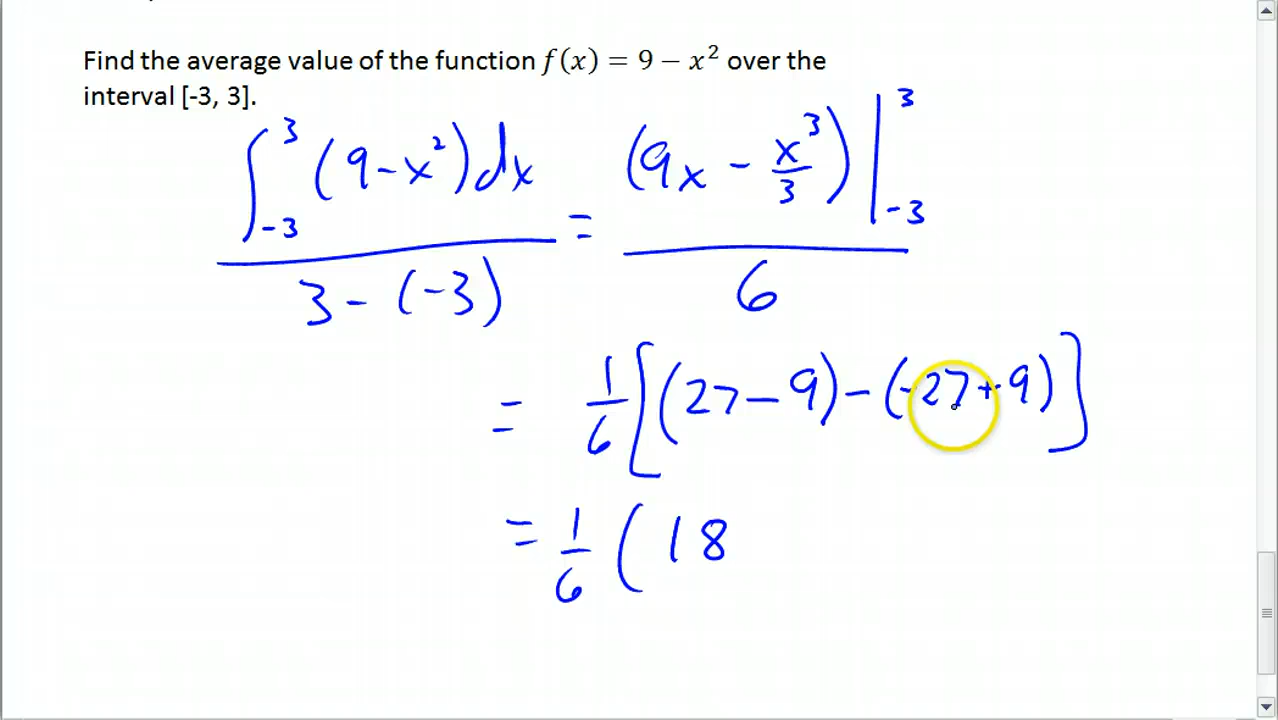 Find the average value of the function f(x) = 9 − x² over the
interval [-3, 3].
∫₋₃³ (9 − x²) dx / 3 − (−3) = (9x − x³/3) |₋₃³ / 6
= 1/6 [(27 − 9) − (−27 + 9)]
= 1/6 ( 18